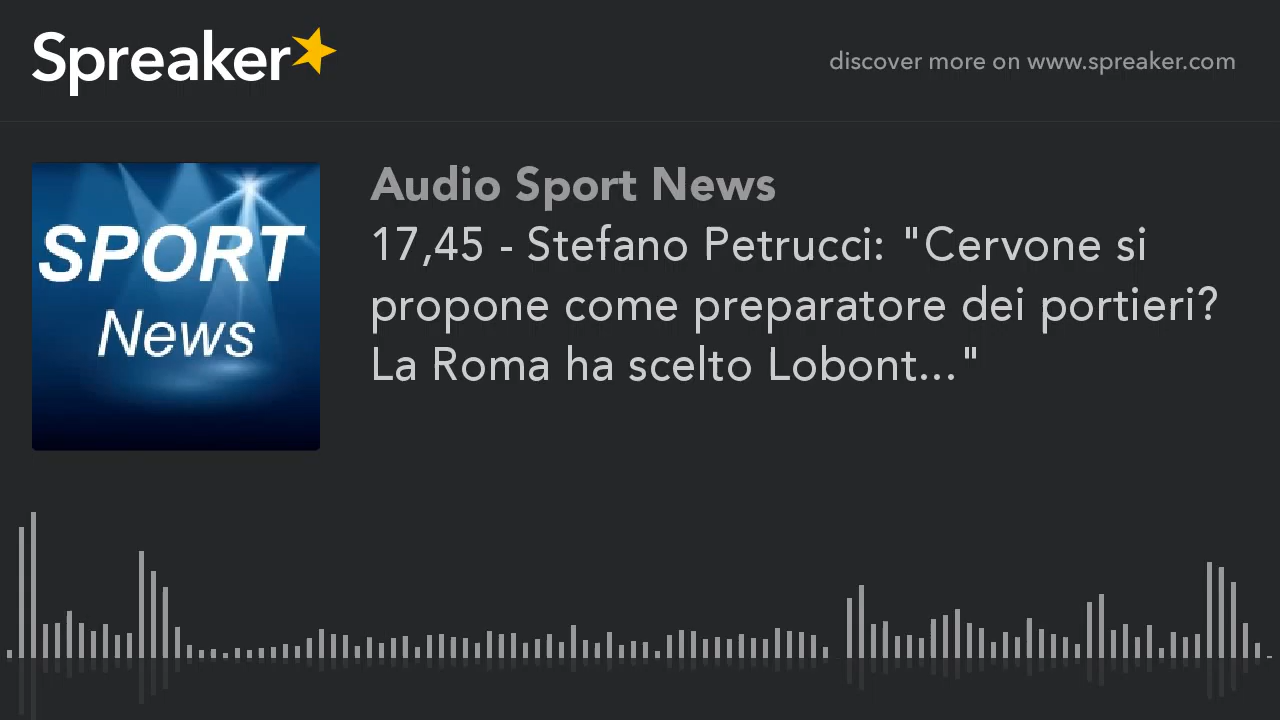 Spreaker
discover more on www.spreaker.com
SPORT
News
Audio Sport News
17,45 - Stefano Petrucci: "Cervone si
propone come preparatore dei portieri?
La Roma ha scelto Lobont..."